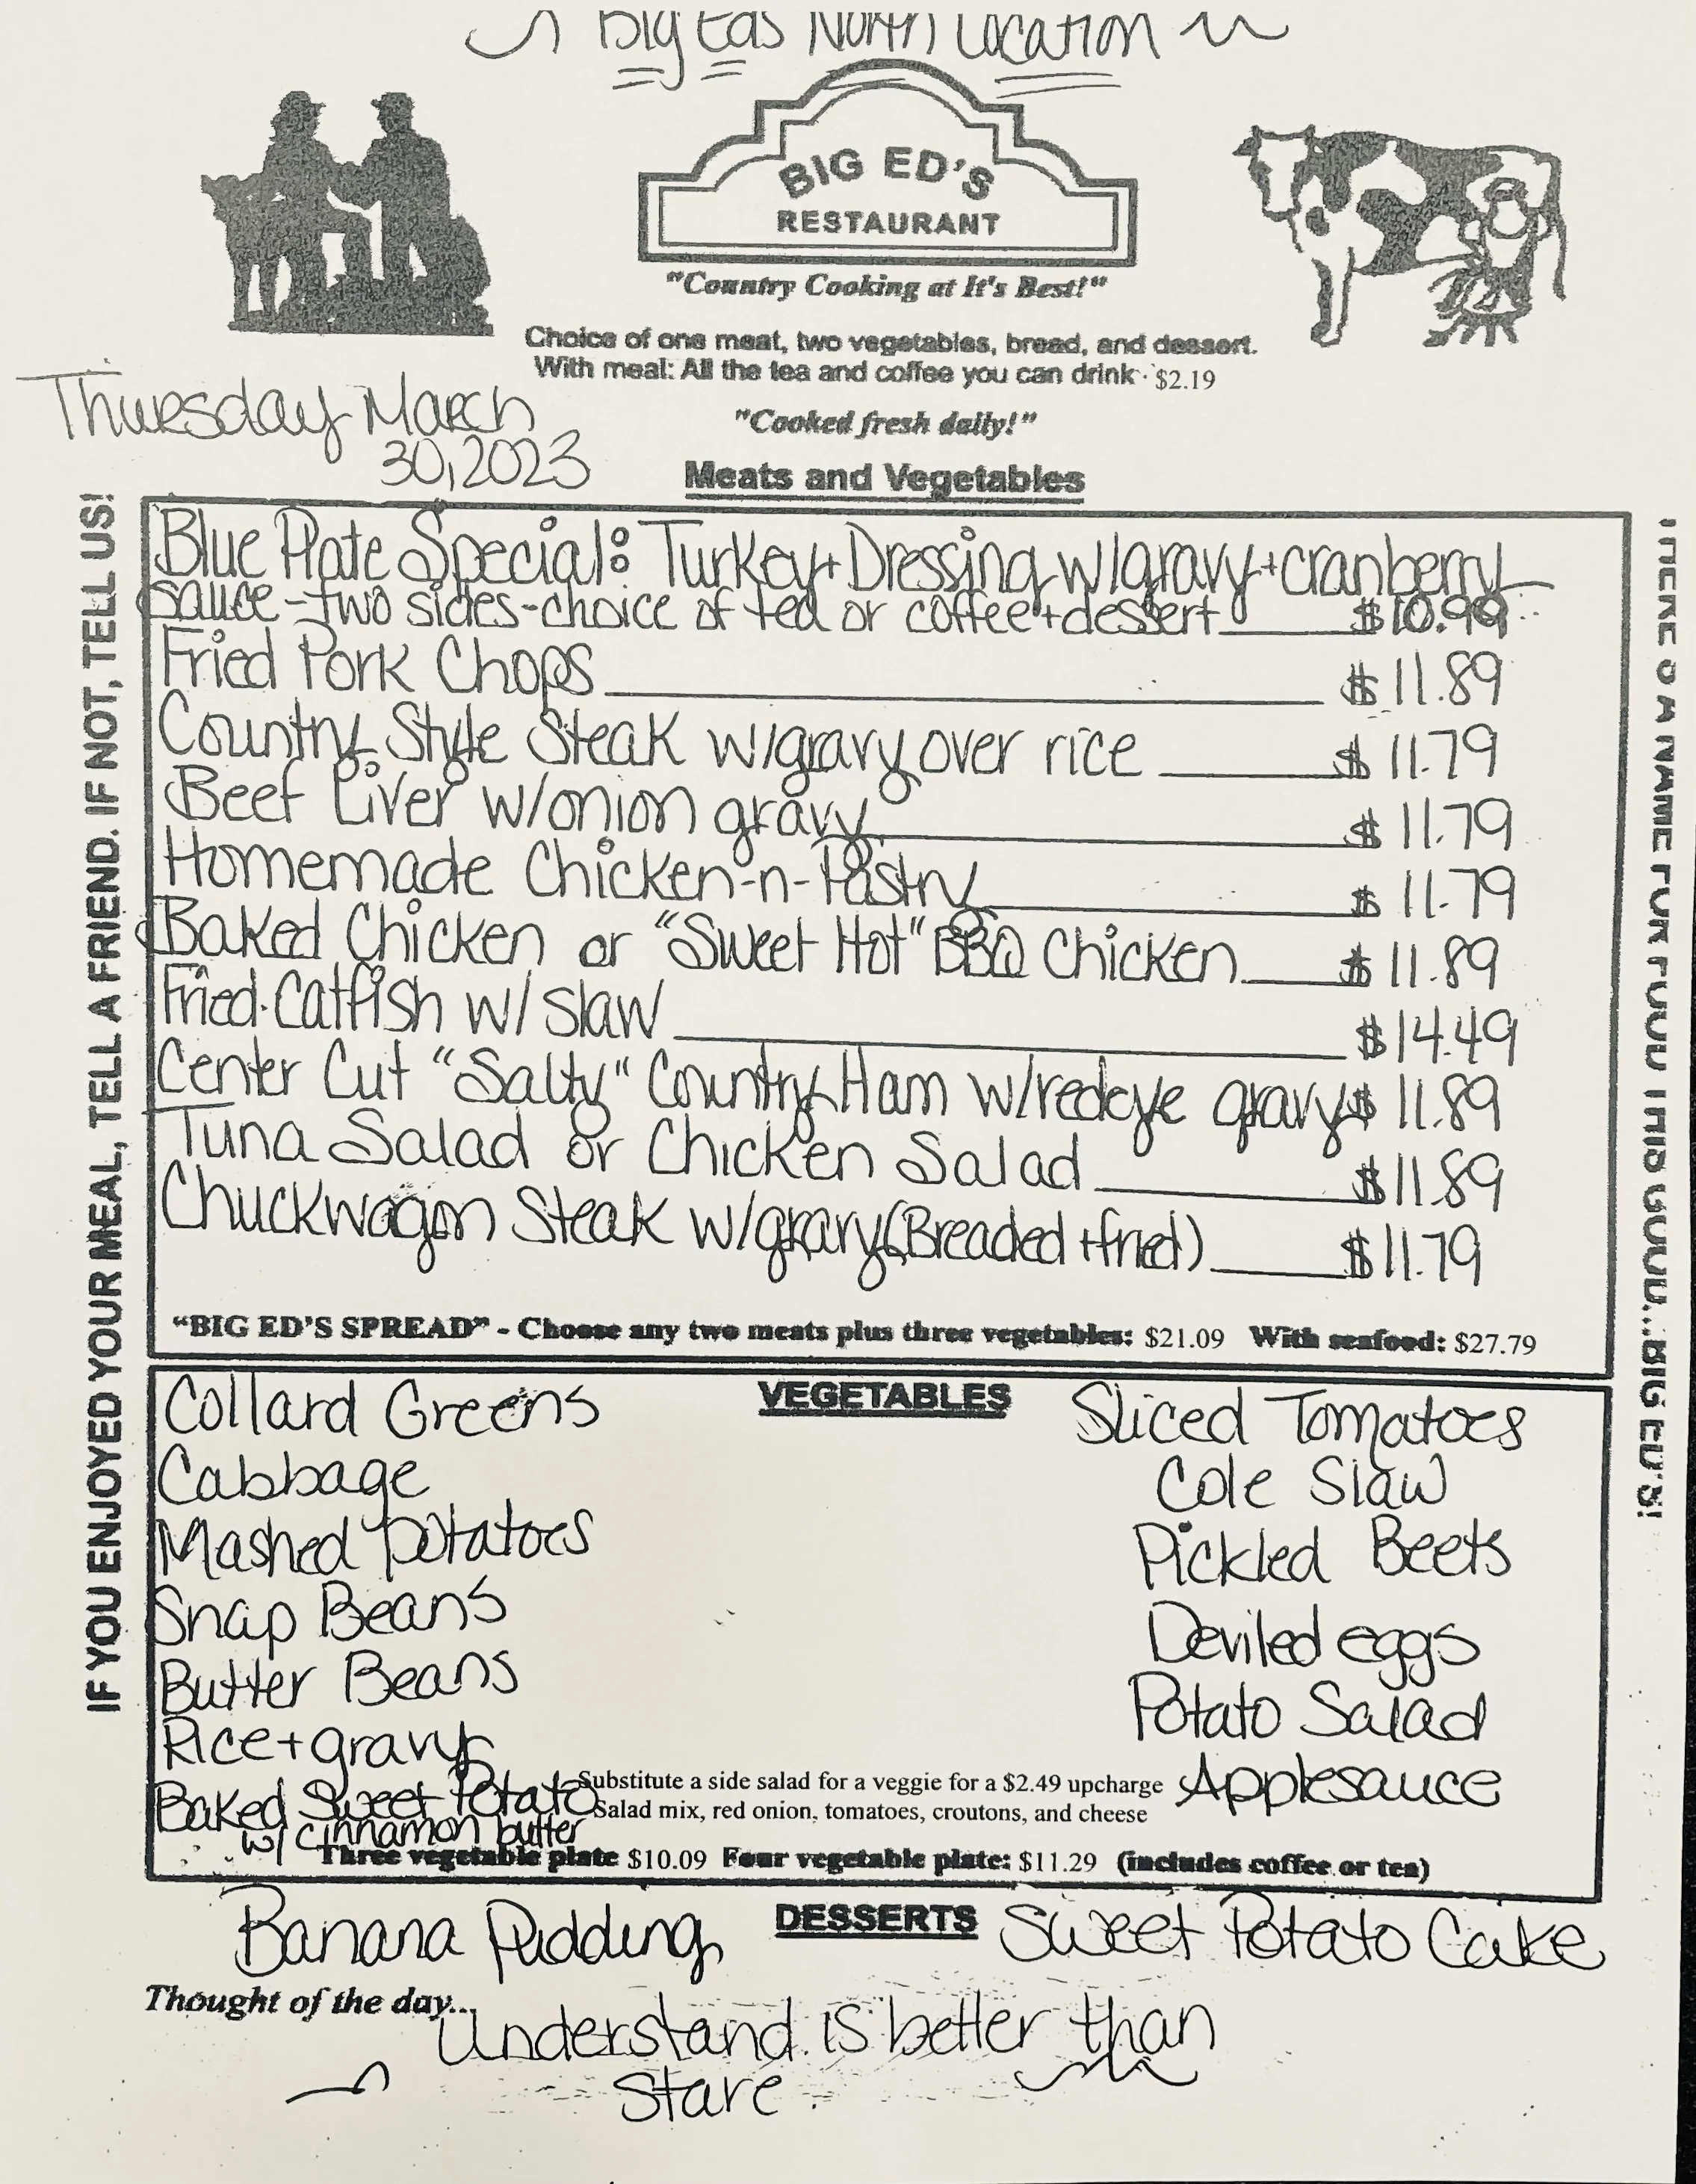 Big Eds North Location
BIG ED'S
RESTAURANT
"Country Cooking at It's Best!"
Choice of one meat, two vegetables, bread, and dessert.
With meal: All the tea and coffee you can drink · $2.19
Thursday March
30, 2023
"Cooked fresh daily!"
Meats and Vegetables
IF YOU ENJOYED YOUR MEAL, TELL A FRIEND. IF NOT, TELL US!
Blue Plate Special: Turkey + Dressing w/gravy + cranberry
sauce - two sides - choice of tea or coffee + dessert $10.99
Fried Pork Chops $11.89
Country Style Steak w/gravy over rice $11.79
Beef Liver w/onion gravy $11.79
Homemade Chicken-n-Pastry $11.79
Baked Chicken or "Sweet Hot" BBQ Chicken $11.89
Fried Catfish w/ slaw $14.49
Center Cut "Salty" Country Ham w/redeye gravy $11.89
Tuna Salad or Chicken Salad $11.89
Chuckwagon Steak w/gravy (Breaded + fried) $11.79
"BIG ED'S SPREAD" - Choose any two meats plus three vegetables: $21.09 With seafood: $27.79
THERE'S A NAME FOR FOOD THIS GOOD...BIG ED'S!
VEGETABLES
Collard Greens
Cabbage
Mashed Potatoes
Snap Beans
Butter Beans
Rice + gravy
Baked Sweet Potato
w/ cinnamon butter
Sliced Tomatoes
Cole Slaw
Pickled Beets
Deviled eggs
Potato Salad
Applesauce
Substitute a side salad for a veggie for a $2.49 upcharge
Salad mix, red onion, tomatoes, croutons, and cheese
Three vegetable plate $10.09 Four vegetable plate: $11.29 (includes coffee or tea)
DESSERTS
Banana Pudding
Sweet Potato Cake
Thought of the day...
Understand is better than
stare.